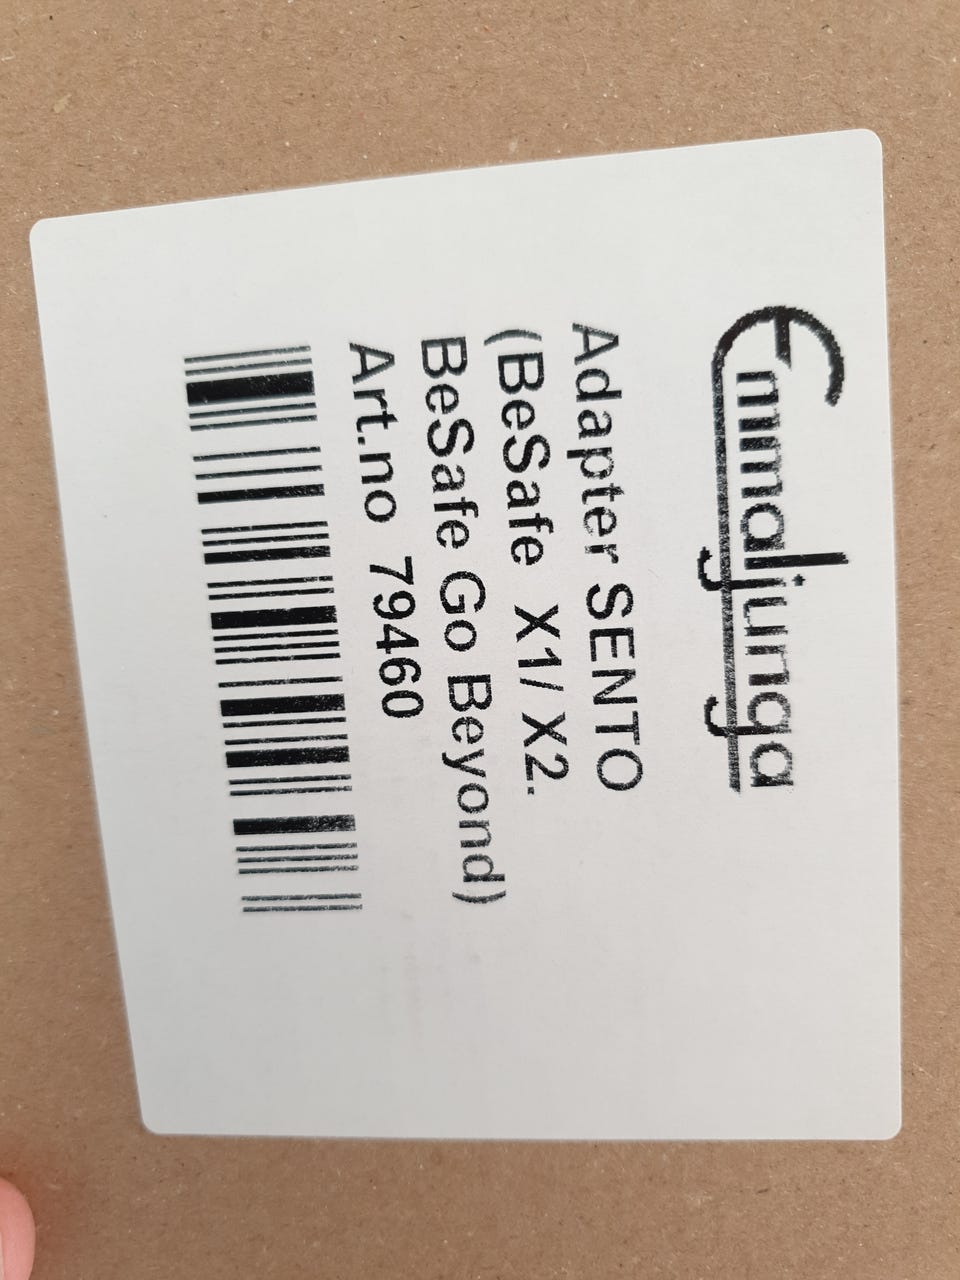 Emmaljunga
Adapter SENTO
(BeSafe X1/ X2.
BeSafe Go Beyond)
Art.no 79460